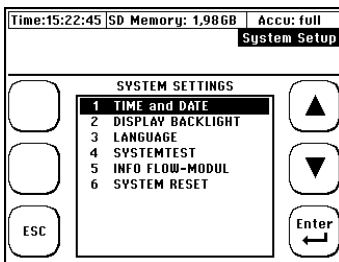 Time:15:22:45 SD Memory: 1,98GB Accu: full
System Setup
SYSTEM SETTINGS
1 TIME and DATE
2 DISPLAY BACKLIGHT
3 LANGUAGE
4 SYSTEMTEST
5 INFO FLOW-MODUL
6 SYSTEM RESET
ESC
Enter